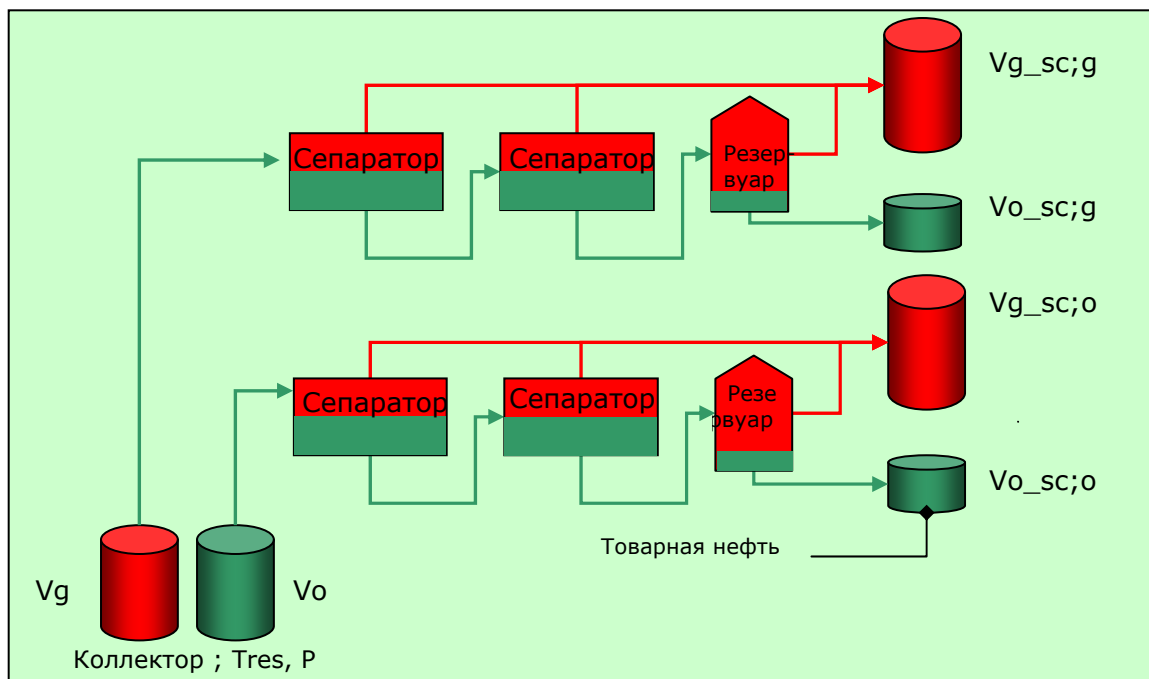 Vg_sc;g
Сепаратор
Сепаратор
Резер
вуар
Vo_sc;g
Vg_sc;o
Сепаратор
Сепаратор
Резе
рвуар
.
Vo_sc;o
Товарная нефть
Vg
Vo
Коллектор ; Tres, P